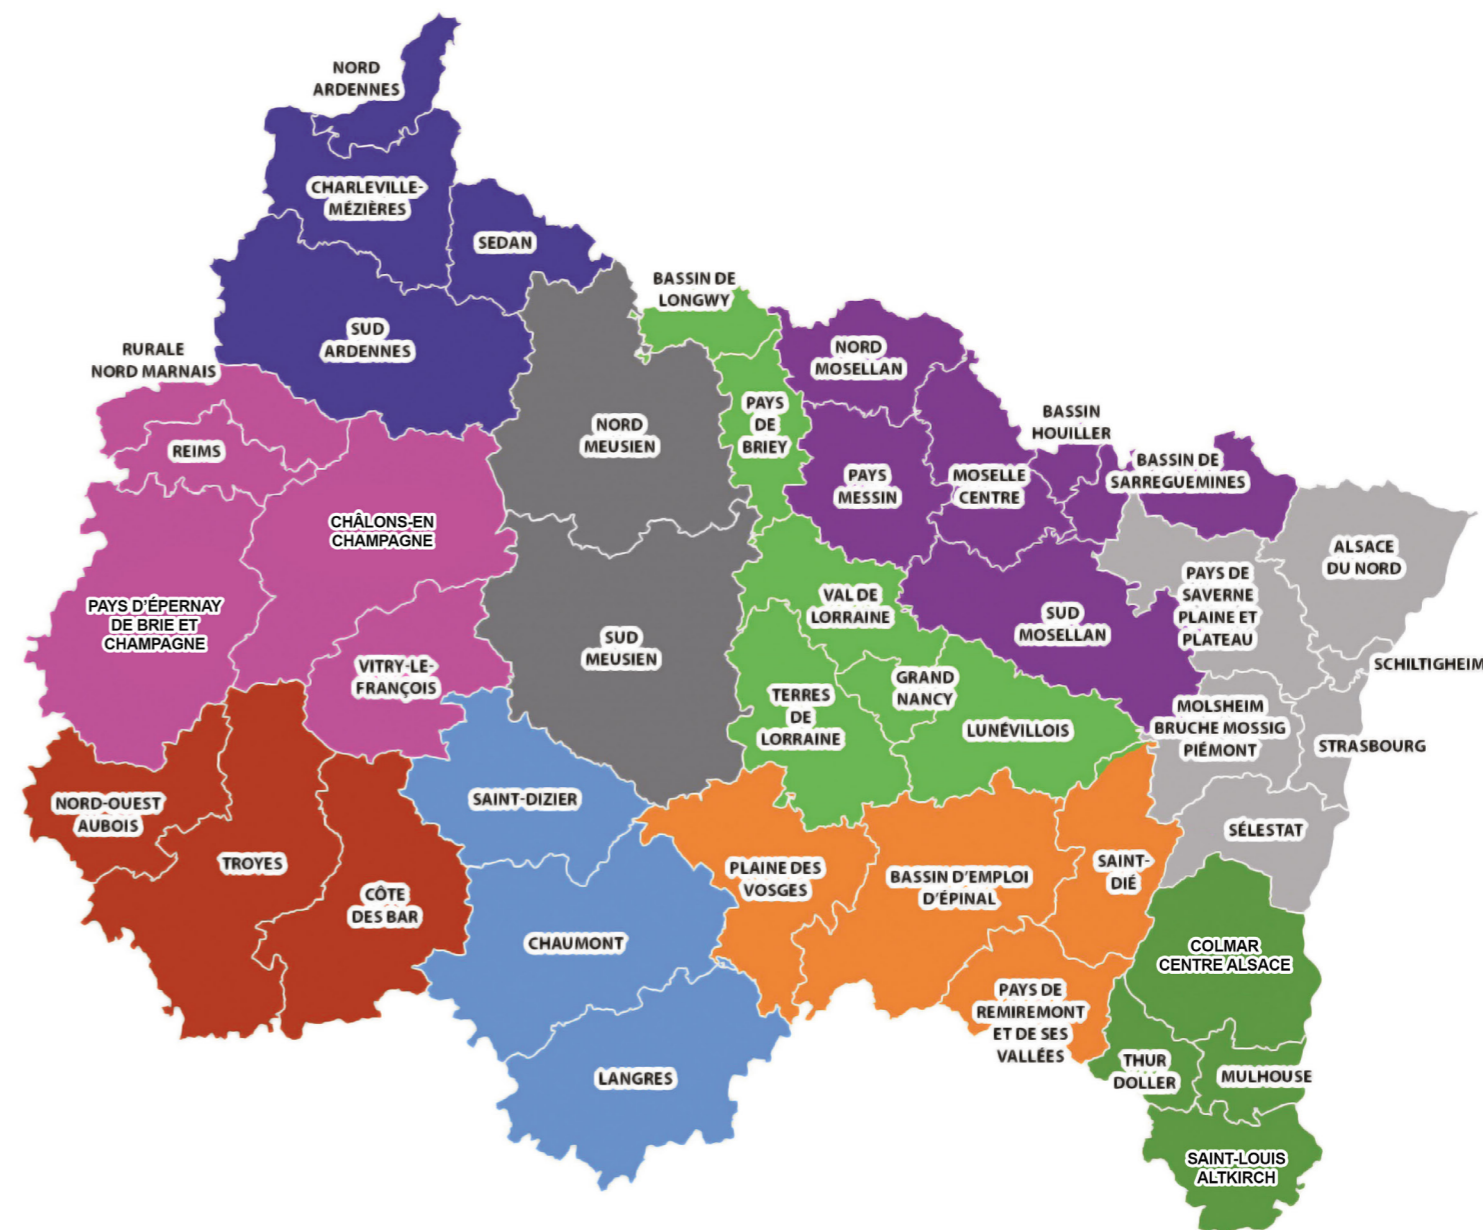 NORD
ARDENNES
CHARLEVILLE-
MÉZIÈRES
SEDAN
BASSIN DE
LONGWY
SUD
ARDENNES
RURALE
NORD MARNAIS
NORD
MOSELLAN
REIMS
NORD
MEUSIEN
PAYS
DE
BRIEY
BASSIN
HOUILLER
BASSIN DE
SARREGUEMINES
PAYS
MESSIN
MOSELLE
CENTRE
CHÂLONS-EN
CHAMPAGNE
ALSACE
DU NORD
PAYS DE
SAVERNE
PLAINE ET
PLATEAU
PAYS D'ÉPERNAY
DE BRIE ET
CHAMPAGNE
VAL DE
LORRAINE
SUD
MOSELLAN
SUD
MEUSIEN
VITRY-LE-
FRANÇOIS
SCHILTIGHEIM
GRAND
NANCY
TERRES
DE
LORRAINE
LUNÉVILLOIS
MOLSHEIM
BRUCHE MOSSIG
PIÉMONT
STRASBOURG
NORD-OUEST
AUBOIS
SAINT-DIZIER
SÉLESTAT
TROYES
CÔTE
DES BAR
PLAINE DES
VOSGES
BASSIN D'EMPLOI
D'ÉPINAL
SAINT-
DIÉ
CHAUMONT
COLMAR
CENTRE ALSACE
PAYS DE
REMIREMONT
ET DE SES
VALLÉES
LANGRES
THUR
DOLLER
MULHOUSE
SAINT-LOUIS
ALTKIRCH